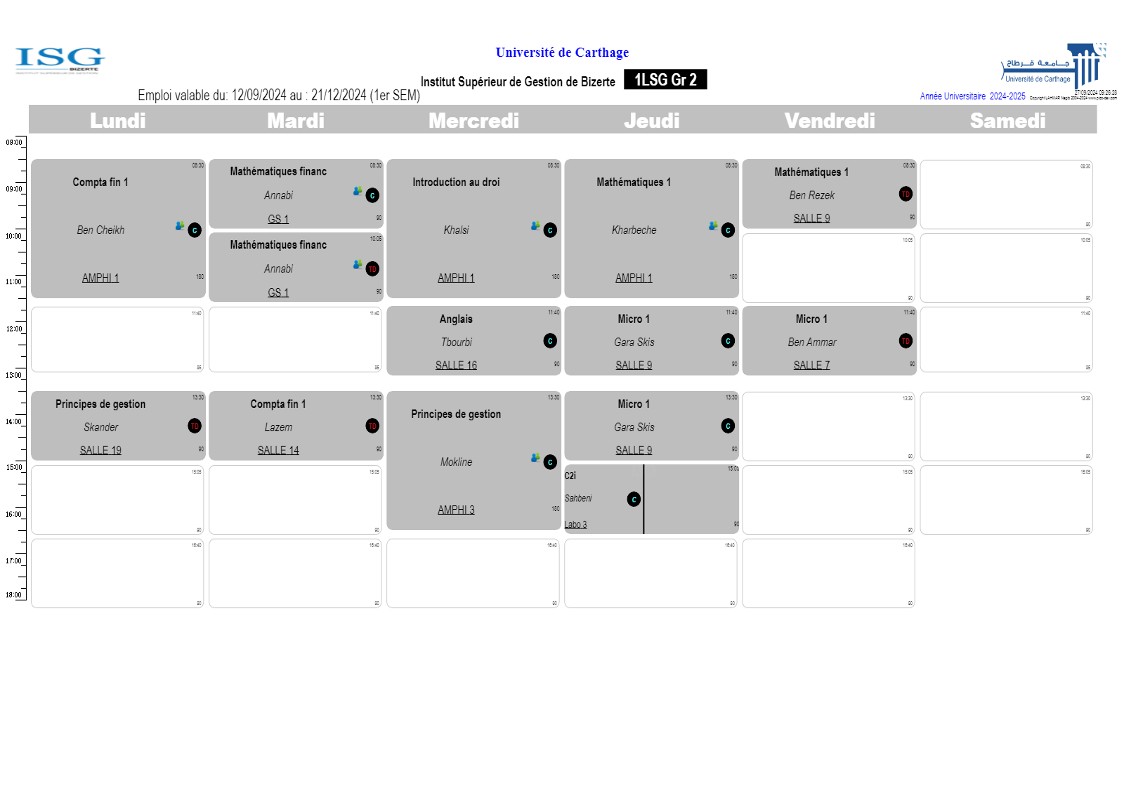 ISG
BIZERTE
Université de Carthage
Institut Supérieur de Gestion de Bizerte 1LSG Gr 2
جامعة قرطاج
Université de Carthage
Emploi valable du: 12/09/2024 au : 21/12/2024 (1er SEM)
Année Universitaire 2024-2025
Lundi Mardi Mercredi Jeudi Vendredi Samedi
08:00
09:00
10:00
11:00
12:00
13:00
14:00
15:00
16:00
17:00
18:00
08:30
Compta fin 1
Ben Cheikh
C
AMPHI 1
180
11:40
95
13:30
Principes de gestion
Skander
TD
SALLE 19
90
15:05
90
16:40
90
08:30
Mathématiques financ
Annabi
C
GS 1
90
10:05
Mathématiques financ
Annabi
TD
GS 1
90
11:40
95
13:30
Compta fin 1
Lazem
TD
SALLE 14
90
15:05
90
16:40
90
08:30
Introduction au droi
Khalsi
C
AMPHI 1
180
11:40
Anglais
Tbourbi
C
SALLE 16
90
13:30
Principes de gestion
Mokline
C
AMPHI 3
180
16:40
90
08:30
Mathématiques 1
Kharbeche
C
AMPHI 1
180
11:40
Micro 1
Gara Skis
C
SALLE 9
90
13:30
Micro 1
Gara Skis
C
SALLE 9
90
15:05
C2i
Sahbeni
C
Labo 3
90
16:40
90
08:30
Mathématiques 1
Ben Rezek
TD
SALLE 9
90
10:05
90
11:40
Micro 1
Ben Ammar
TD
SALLE 7
90
13:30
90
15:05
90
16:40
90
08:30
90
10:05
90
11:40
95
13:30
90
15:05
90